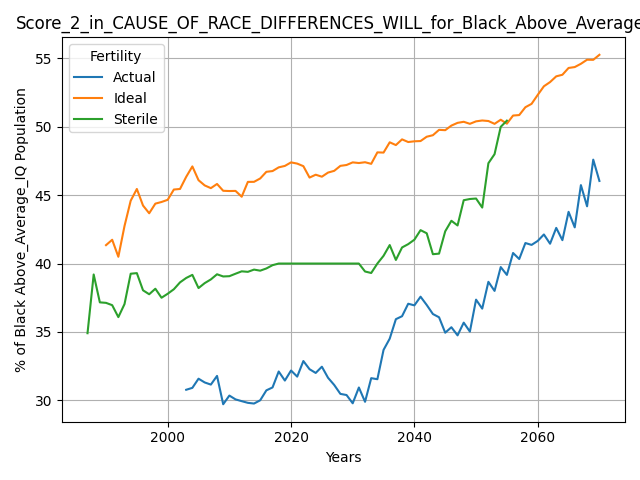 Score_2_in_CAUSE_OF_RACE_DIFFERENCES_WILL_for_Black_Above_Average
Fertility
Actual
Ideal
Sterile
% of Black Above_Average_IQ Population
55
50
45
40
35
30
2000
2020
2040
2060
Years